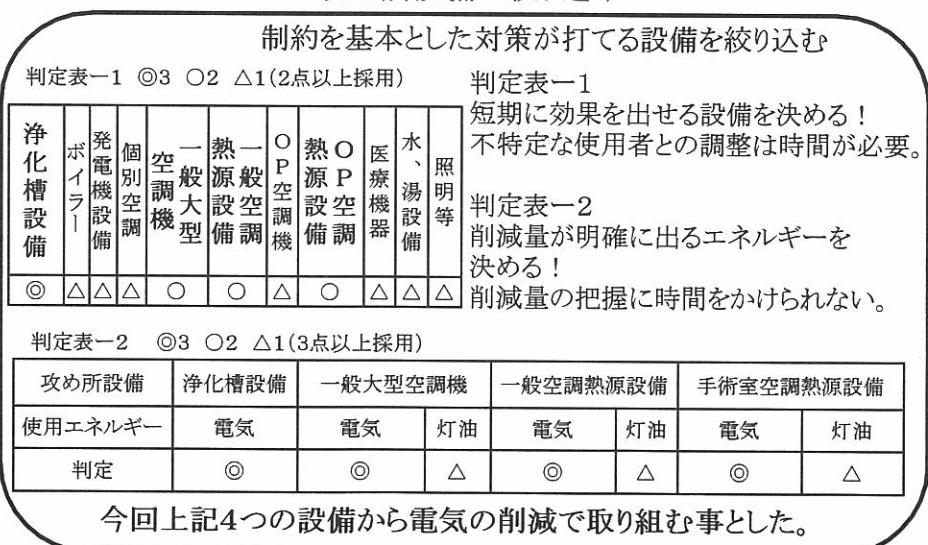 制約を基本とした対策が打てる設備を絞り込む
判定表ー1 ◎3 ○2 △1(2点以上採用)
浄化槽設備 ボイラー 発電機設備 個別空調 一般大型空調機 一般空調熱源設備 OP空調機 OP空調熱源設備 医療機器 水、湯設備 照明等
◎ △ △ △ ○ ○ △ ○ △ △ △
判定表ー1
短期に効果を出せる設備を決める！
不特定な使用者との調整は時間が必要。
判定表ー2
削減量が明確に出るエネルギーを
決める！
削減量の把握に時間をかけられない。
判定表ー2 ◎3 ○2 △1(3点以上採用)
攻め所設備 浄化槽設備 一般大型空調機 一般空調熱源設備 手術室空調熱源設備
使用エネルギー 電気 電気 灯油 電気 灯油 電気 灯油
判定 ◎ ◎ △ ◎ △ ◎ △
今回上記4つの設備から電気の削減で取り組む事とした。